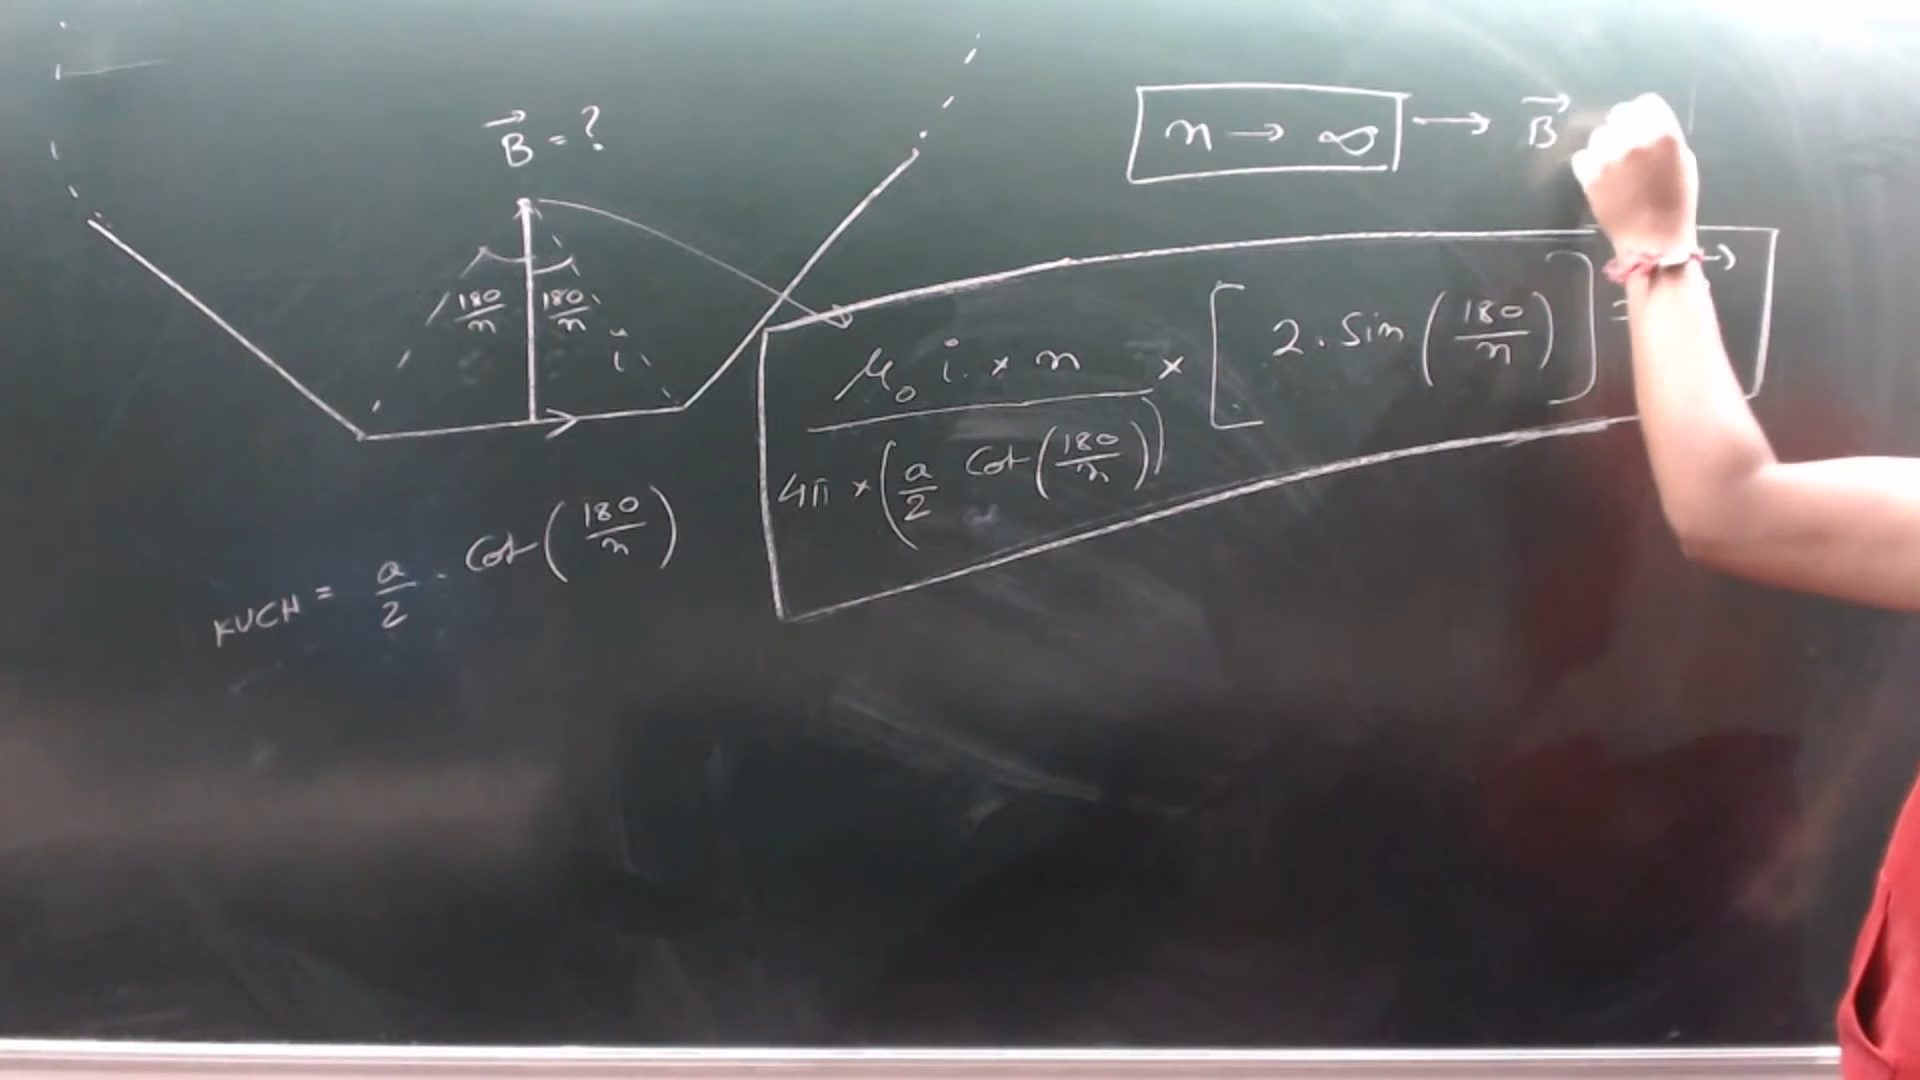 B⃗ = ?
180/n 180/n
i
KUCH = a/2 . Cot(180/n)
n → ∞ → B⃗
μ₀ i × n / 4π × (a/2 Cot(180/n)) × [2. Sin(180/n)]